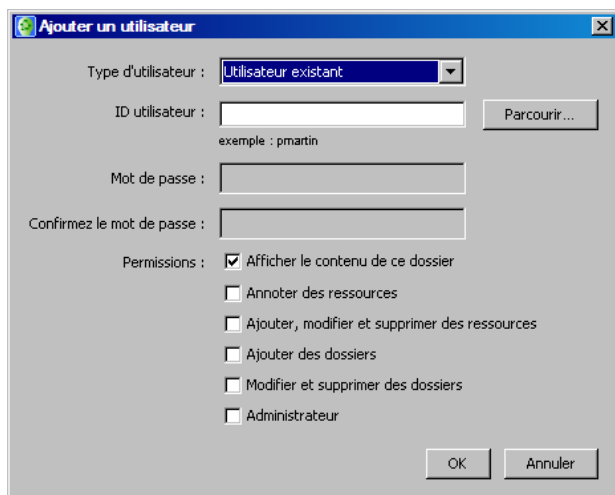 Ajouter un utilisateur
Type d'utilisateur : Utilisateur existant
ID utilisateur : Parcourir...
exemple : pmartin
Mot de passe :
Confirmez le mot de passe :
Permissions : Afficher le contenu de ce dossier
Annoter des ressources
Ajouter, modifier et supprimer des ressources
Ajouter des dossiers
Modifier et supprimer des dossiers
Administrateur
OK Annuler